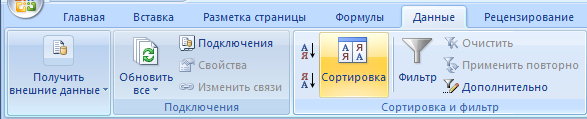 Главная Вставка Разметка страницы Формулы Данные Рецензирование
Получить
внешние данные
Обновить
все
Подключения
Свойства
Изменить связи
Подключения
А
Я
Я
А
А Я
Я А
Сортировка
Фильтр
Очистить
Применить повторно
Дополнительно
Сортировка и фильтр